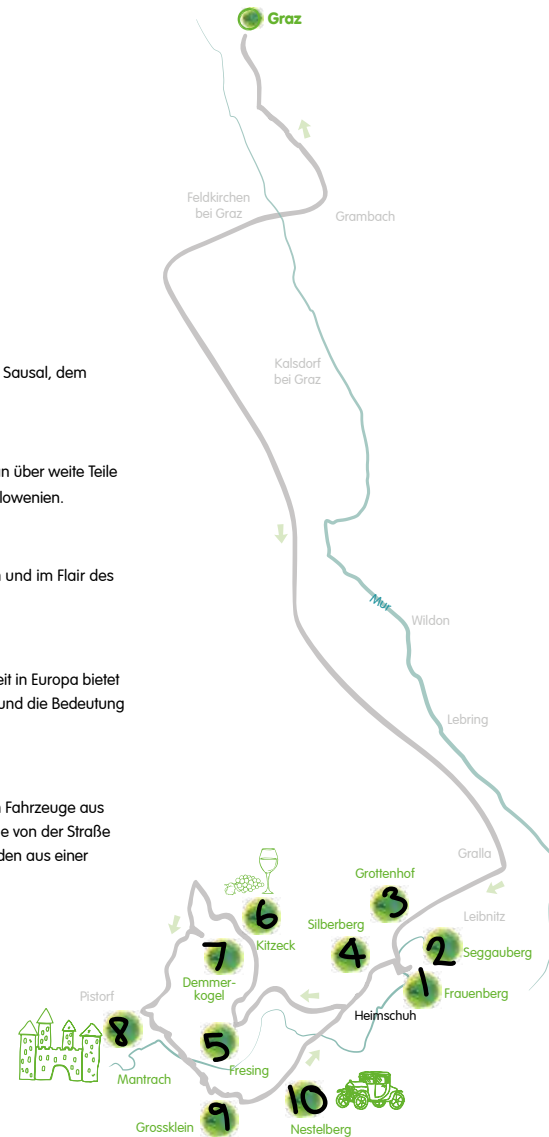 Graz
Feldkirchen
bei Graz
Grambach
Kalsdorf
bei Graz
Sausal, dem
n über weite Teile
lowenien.
und im Flair des
Mur
Wildon
eit in Europa bietet
und die Bedeutung
Lebring
Fahrzeuge aus
e von der Straße
den aus einer
Gralla
Grottenhof
3
Leibnitz
6
Kitzeck
Silberberg
4
2
Seggauberg
7
Demmer-
kogel
1
Frauenberg
Pistorf
Heimschuh
8
5
Fresing
Mantrach
9
Grossklein
10
Nestelberg